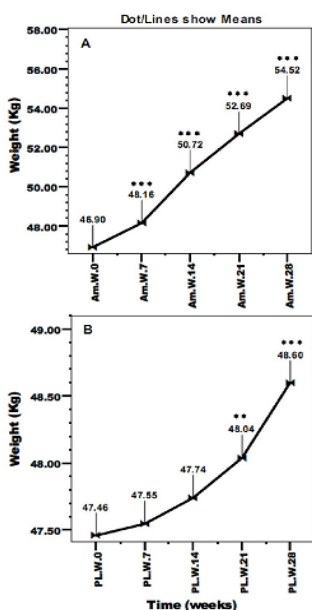 Dot/Lines show Means
A
58.00
56.00
54.00
52.00
50.00
48.00
Weight (Kg)
46.90
***
48.16
***
50.72
***
52.69
***
54.52
Am.W.0
Am.W.7
Am.W.14
Am.W.21
Am.W.28
B
49.00
48.50
48.00
47.50
Weight (Kg)
47.46
47.55
47.74
**
48.04
***
48.60
PL.W.0
PL.W.7
PL.W.14
PL.W.21
PL.W.28
Time (weeks)